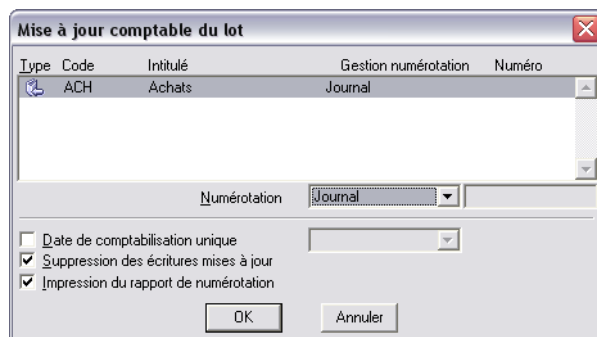 Mise à jour comptable du lot
Type Code Intitulé Gestion numérotation Numéro
ACH Achats Journal
Numérotation Journal
Date de comptabilisation unique
Suppression des écritures mises à jour
Impression du rapport de numérotation
OK Annuler